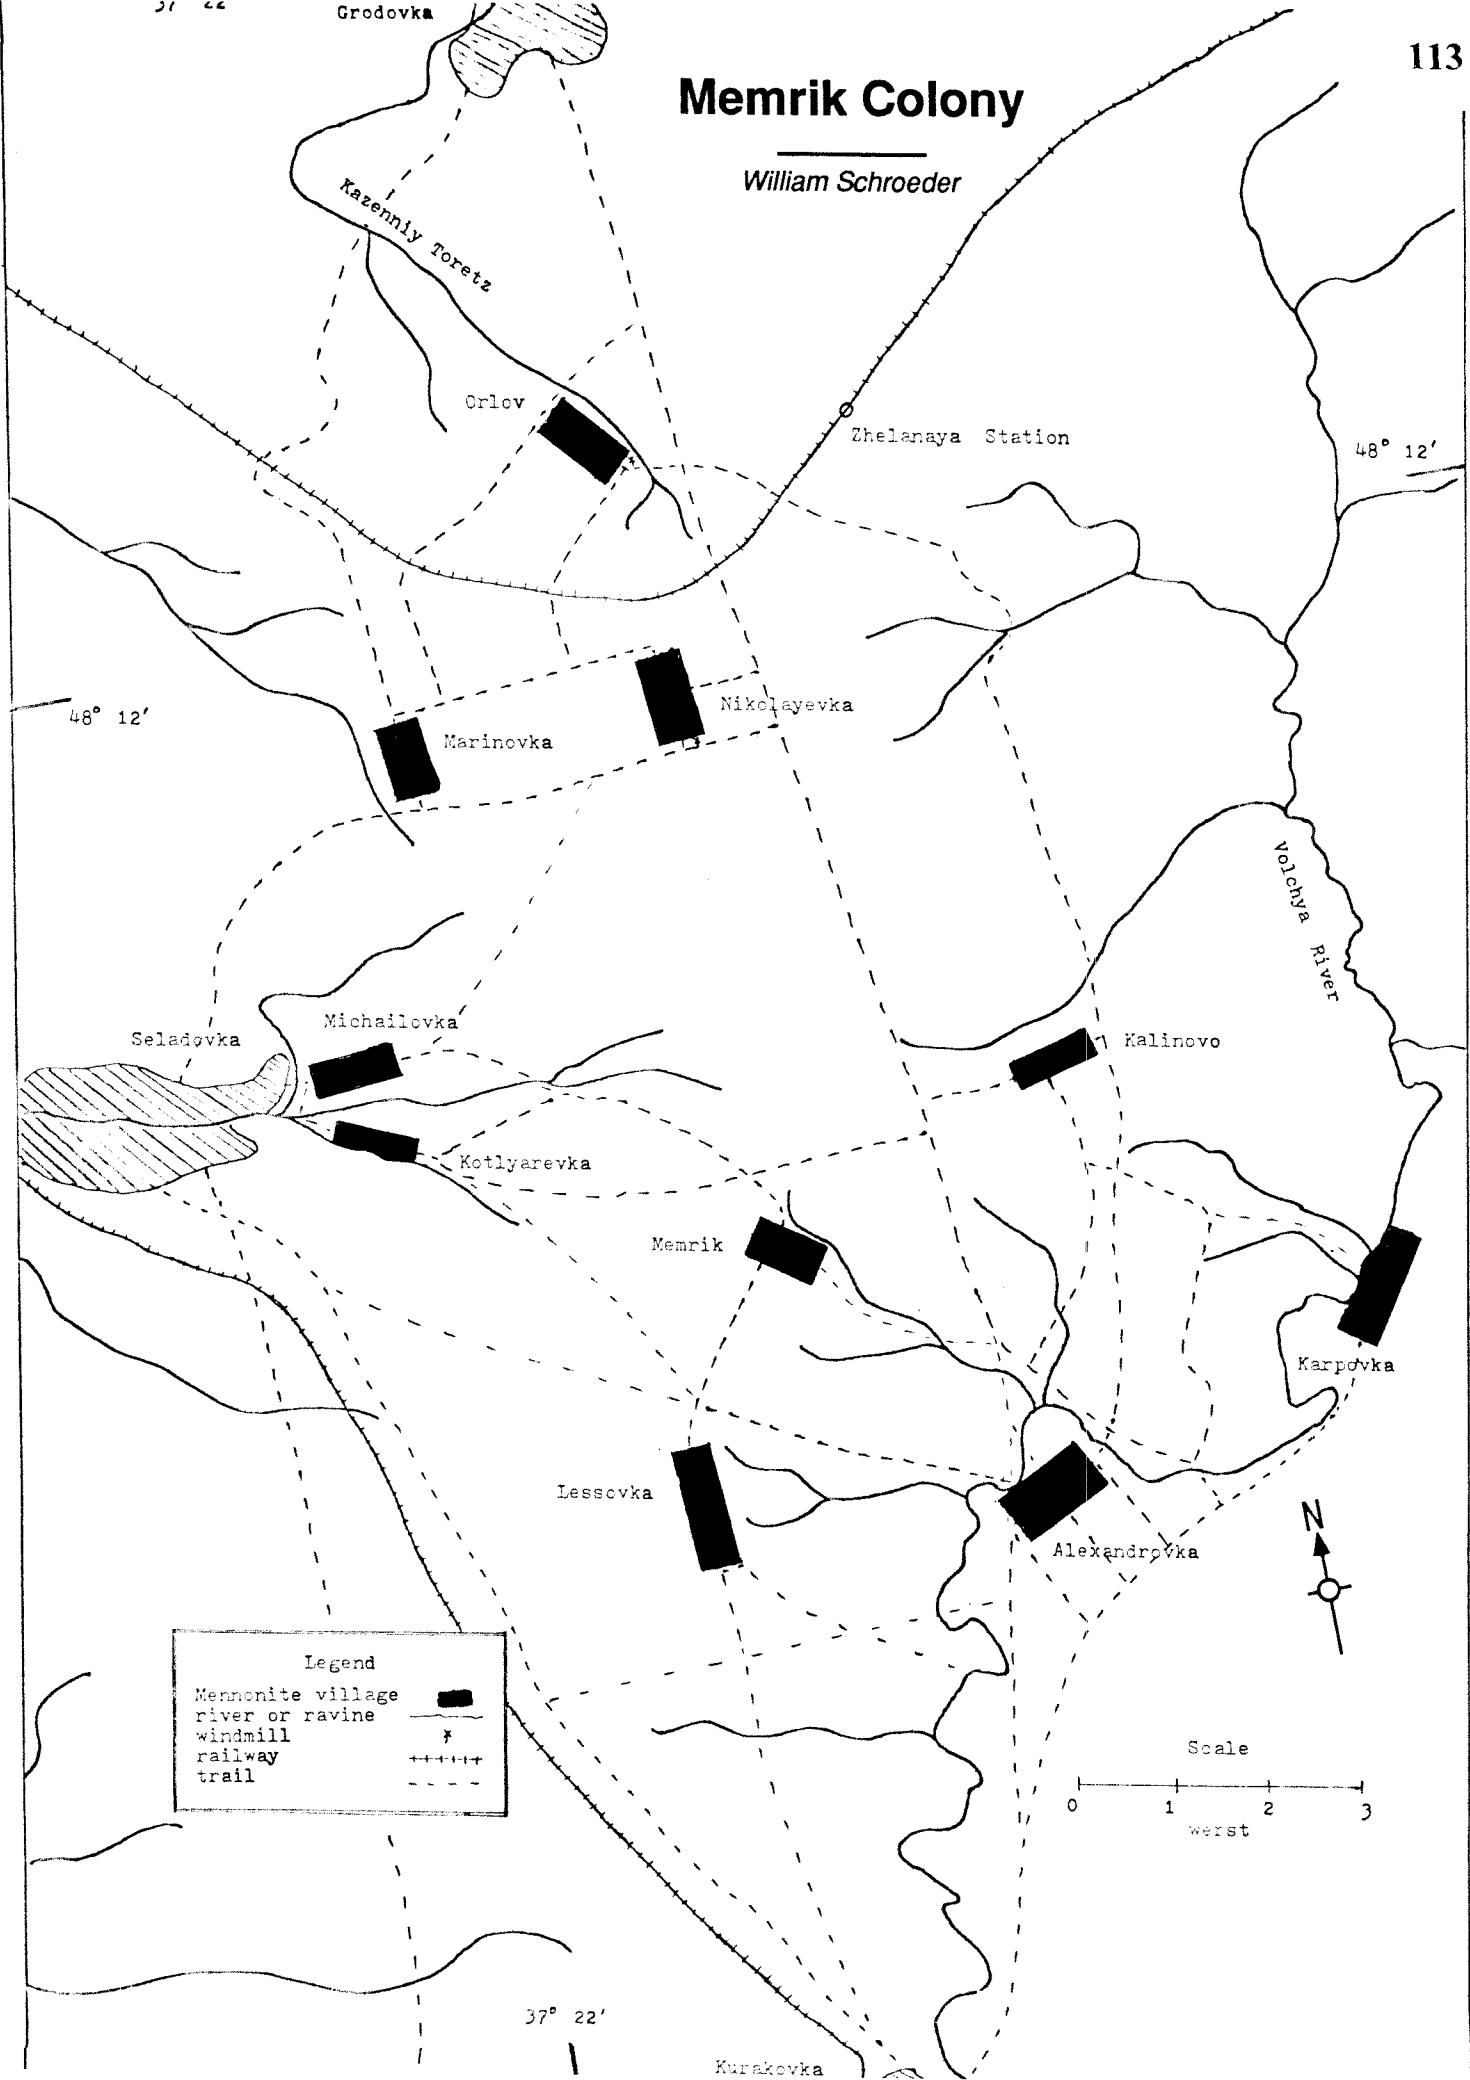 37 22
Grodovka
113
Memrik Colony
William Schroeder
Kazenniy Toretz
Orlov
Zhelanaya Station
48° 12'
Nikolayevka
48° 12'
Marinovka
Volchya River
Michailovka
Seladovka
Kalinovo
Kotlyarevka
Memrik
Karpovka
Lessovka
N
Alexandrovka
Legend
Mennonite village
river or ravine
windmill
railway
trail
Scale
0 1 2 3
werst
37° 22'
Kurakovka